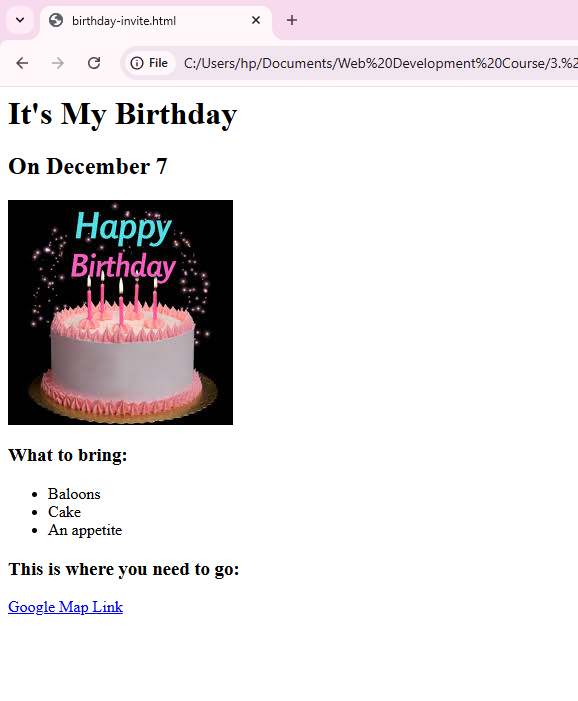 birthday-invite.html
File
C:/Users/hp/Documents/Web%20Development%20Course/3.%2
It's My Birthday
On December 7
Happy
Birthday
What to bring:
Baloons
Cake
An appetite
This is where you need to go:
Google Map Link